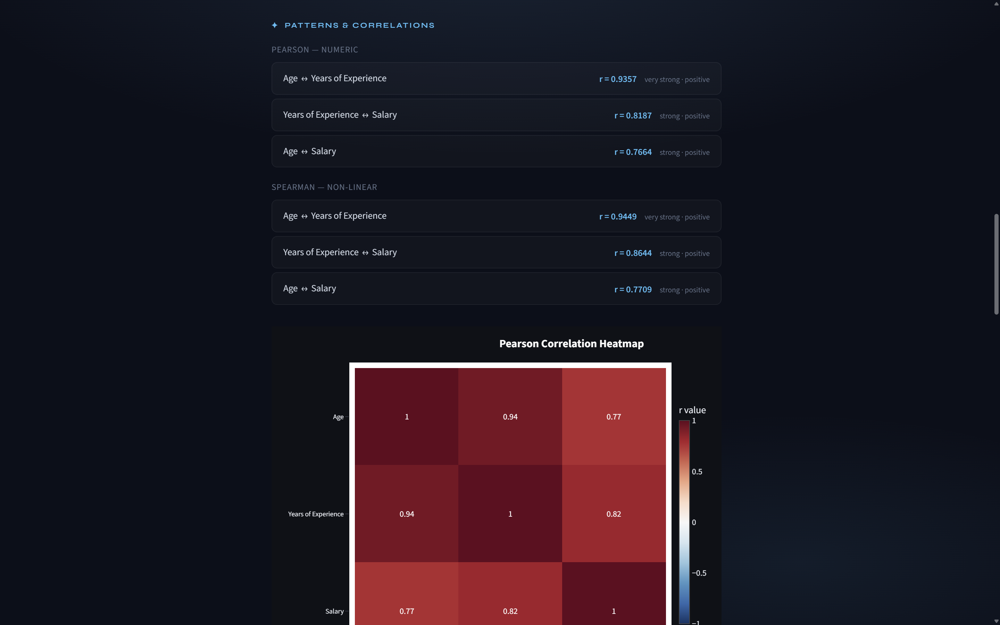 ✦ PATTERNS & CORRELATIONS
PEARSON — NUMERIC
Age ↔ Years of Experience r = 0.9357 very strong · positive
Years of Experience ↔ Salary r = 0.8187 strong · positive
Age ↔ Salary r = 0.7664 strong · positive
SPEARMAN — NON-LINEAR
Age ↔ Years of Experience r = 0.9449 very strong · positive
Years of Experience ↔ Salary r = 0.8644 strong · positive
Age ↔ Salary r = 0.7709 strong · positive
Pearson Correlation Heatmap
Age 1 0.94 0.77
Years of Experience 0.94 1 0.82
Salary 0.77 0.82 1
r value
1
0.5
0
−0.5
−1